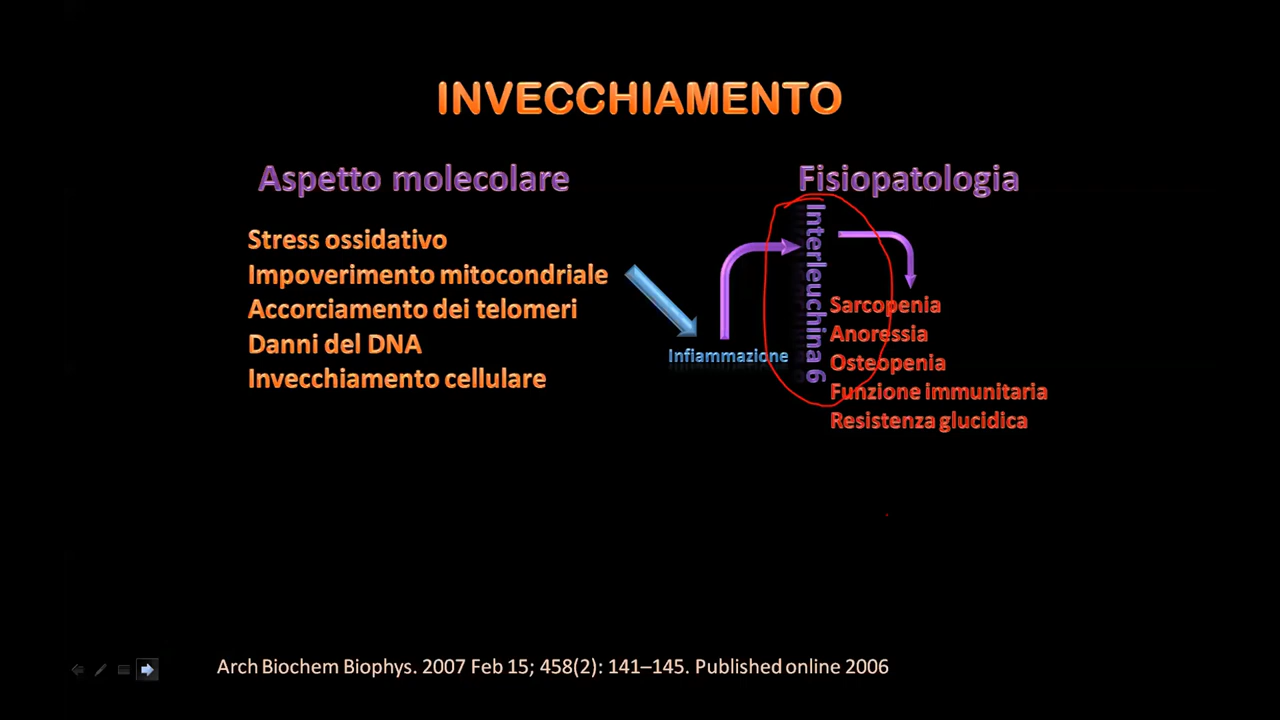 INVECCHIAMENTO
Aspetto molecolare
Stress ossidativo
Impoverimento mitocondriale
Accorciamento dei telomeri
Danni del DNA
Invecchiamento cellulare
Infiammazione
Fisiopatologia
Interleuchina 6
Sarcopenia
Anoressia
Osteopenia
Funzione immunitaria
Resistenza glucidica
Arch Biochem Biophys. 2007 Feb 15; 458(2): 141–145. Published online 2006